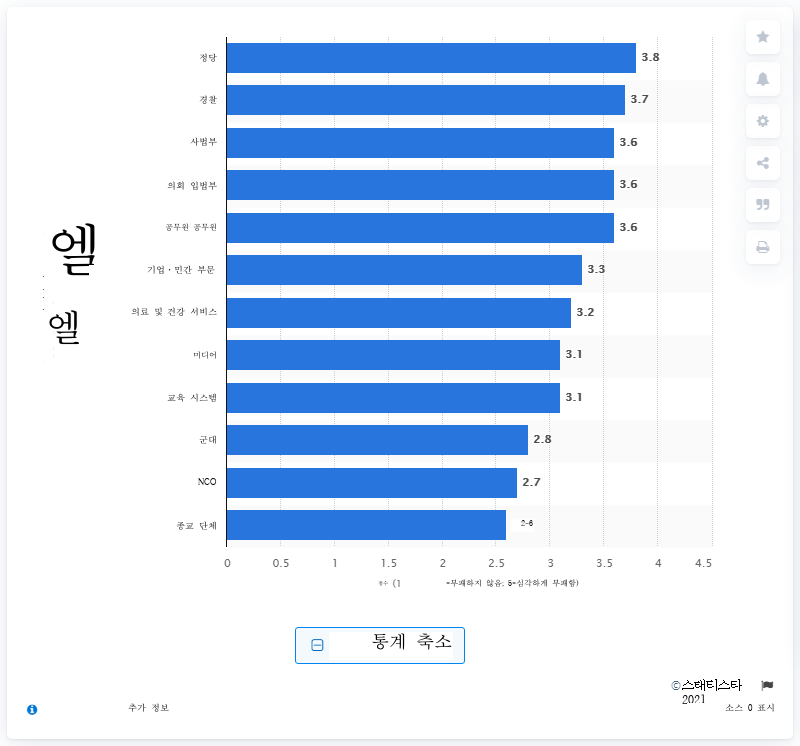 정당 3.8
경찰 3.7
사법부 3.6
의회 입법부 3.6
공무원 공무원 3.6
기업·민간 부문 3.3
의료 및 건강 서비스 3.2
미디어 3.1
교육 시스템 3.1
군대 2.8
NCO 2.7
종교 단체 2-6
엘
엘
0 0.5 1 1.5 2 2.5 3 3.5 4 4.5
(1 =부패하지 않음; 5=심각하게 부패함)
통계 축소
©스태티스타
2021
추가 정보
소스 0 표시